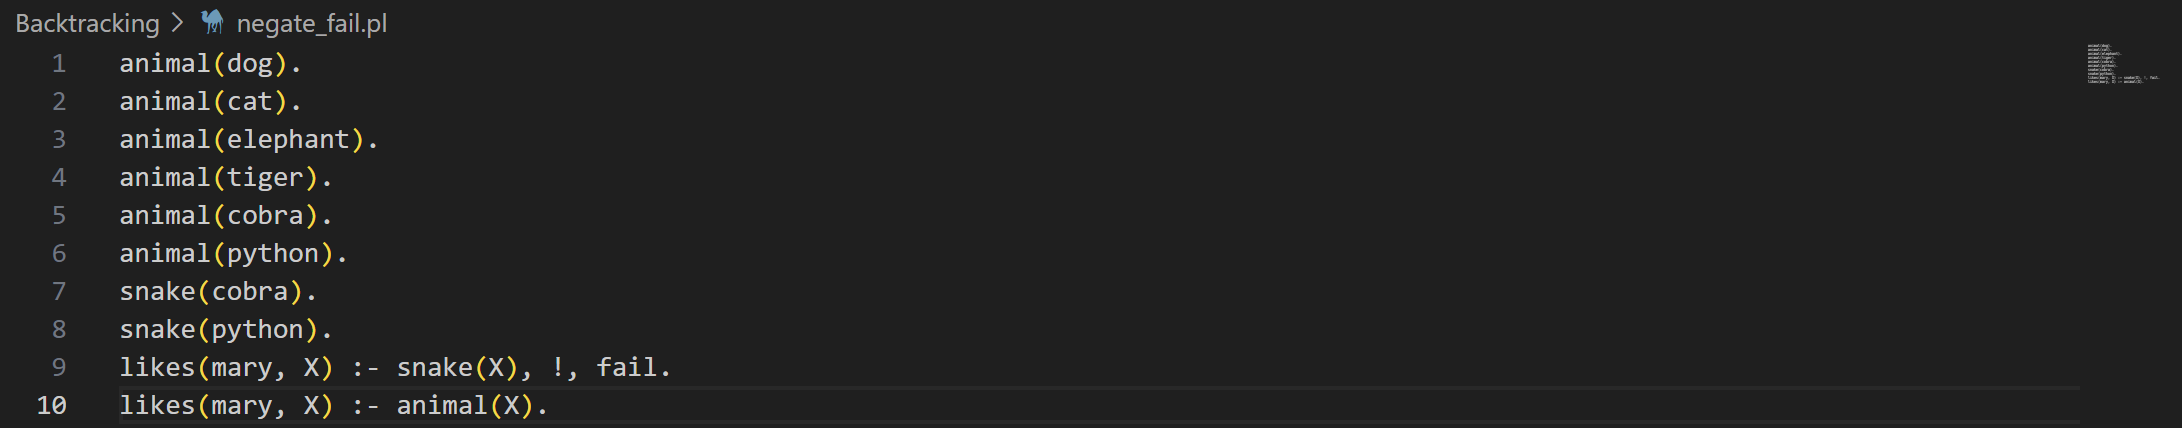 Backtracking > negate_fail.pl
1 animal(dog).
2 animal(cat).
3 animal(elephant).
4 animal(tiger).
5 animal(cobra).
6 animal(python).
7 snake(cobra).
8 snake(python).
9 likes(mary, X) :- snake(X), !, fail.
10 likes(mary, X) :- animal(X).